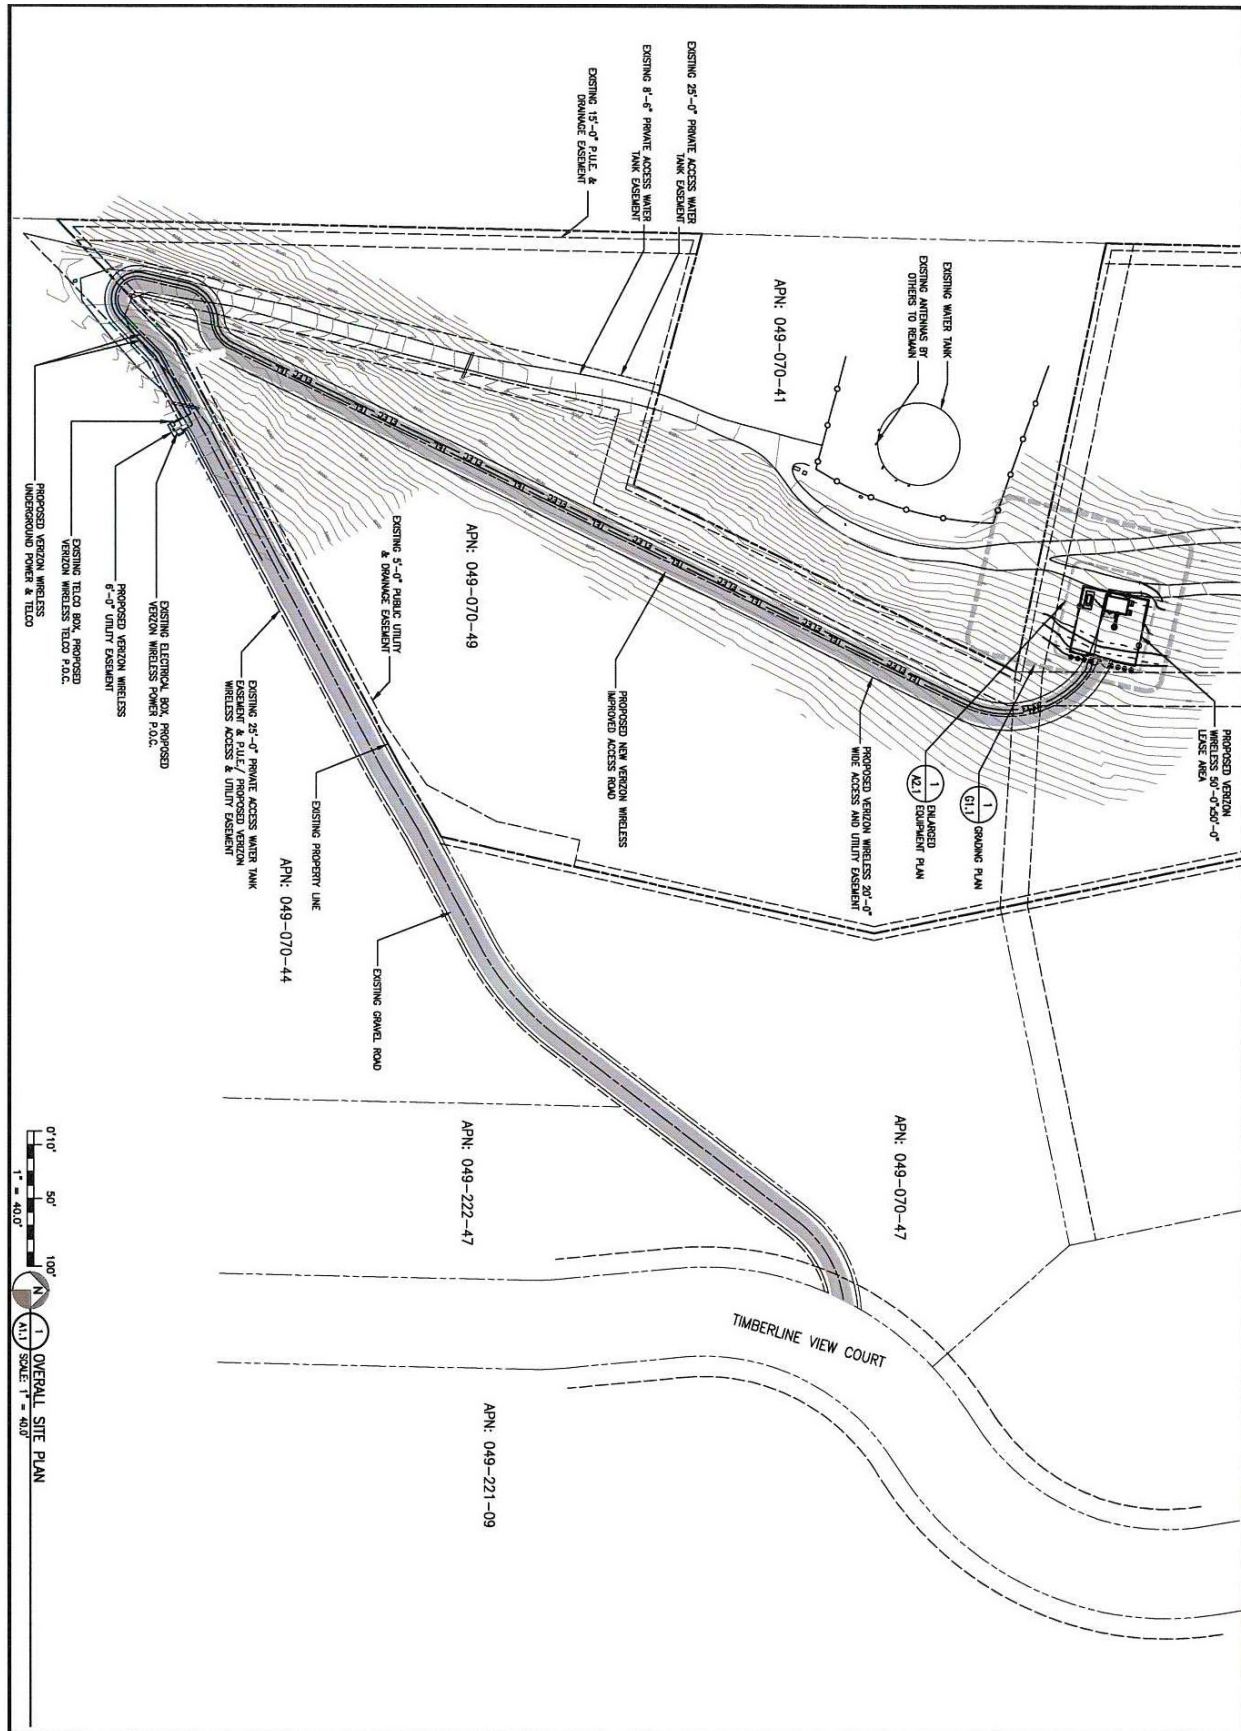 EXISTING 25'-0" PRIVATE ACCESS WATER
TANK EASEMENT
EXISTING 8'-6" PRIVATE ACCESS WATER
TANK EASEMENT
EXISTING 15'-0" P.U.E. &
DRAINAGE EASEMENT
EXISTING WATER TANK
EXISTING ANTENNAS BY
OTHERS TO REMAIN
APN: 049-070-41
PROPOSED VERIZON
WIRELESS 50'-0"x50'-0"
LEASE AREA
1
G1.1
GRADING PLAN
1
A2.1
ENLARGED
EQUIPMENT PLAN
PROPOSED VERIZON WIRELESS 20'-0"
WIDE ACCESS AND UTILITY EASEMENT
PROPOSED NEW VERIZON WIRELESS
IMPROVED ACCESS ROAD
APN: 049-070-49
EXISTING 5'-0" PUBLIC UTILITY
& DRAINAGE EASEMENT
EXISTING PROPERTY LINE
EXISTING GRAVEL ROAD
EXISTING 25'-0" PRIVATE ACCESS WATER TANK
EASEMENT & P.U.E./ PROPOSED VERIZON
WIRELESS ACCESS & UTILITY EASEMENT
APN: 049-070-44
EXISTING ELECTRICAL BOX, PROPOSED
VERIZON WIRELESS POWER P.O.C.
PROPOSED VERIZON WIRELESS
6'-0" UTILITY EASEMENT
EXISTING TELCO BOX, PROPOSED
VERIZON WIRELESS TELCO P.O.C.
PROPOSED VERIZON WIRELESS
UNDERGROUND POWER & TELCO
APN: 049-070-47
APN: 049-222-47
TIMBERLINE VIEW COURT
APN: 049-221-09
0'10' 50' 100'
1" = 40.0'
N
1
A1.1
OVERALL SITE PLAN
SCALE: 1" = 40.0'